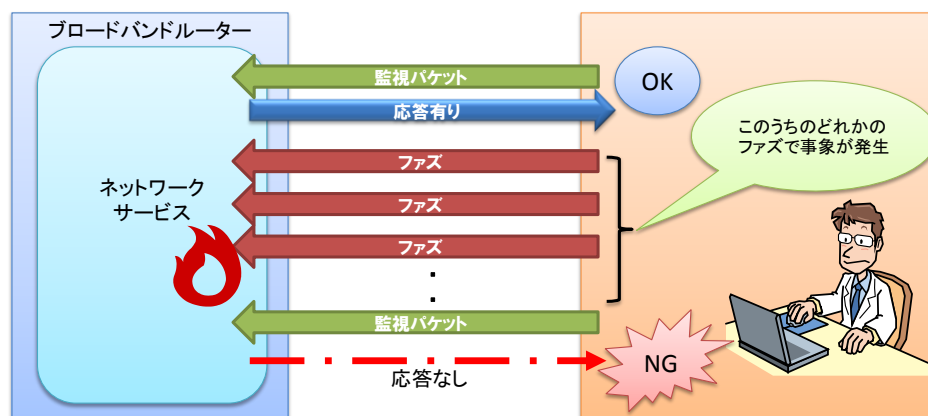 ブロードバンドルーター
監視パケット
OK
応答有り
このうちのどれかの
ファズで事象が発生
ファズ
ネットワーク
サービス
ファズ
ファズ
・
・
監視パケット
応答なし
NG